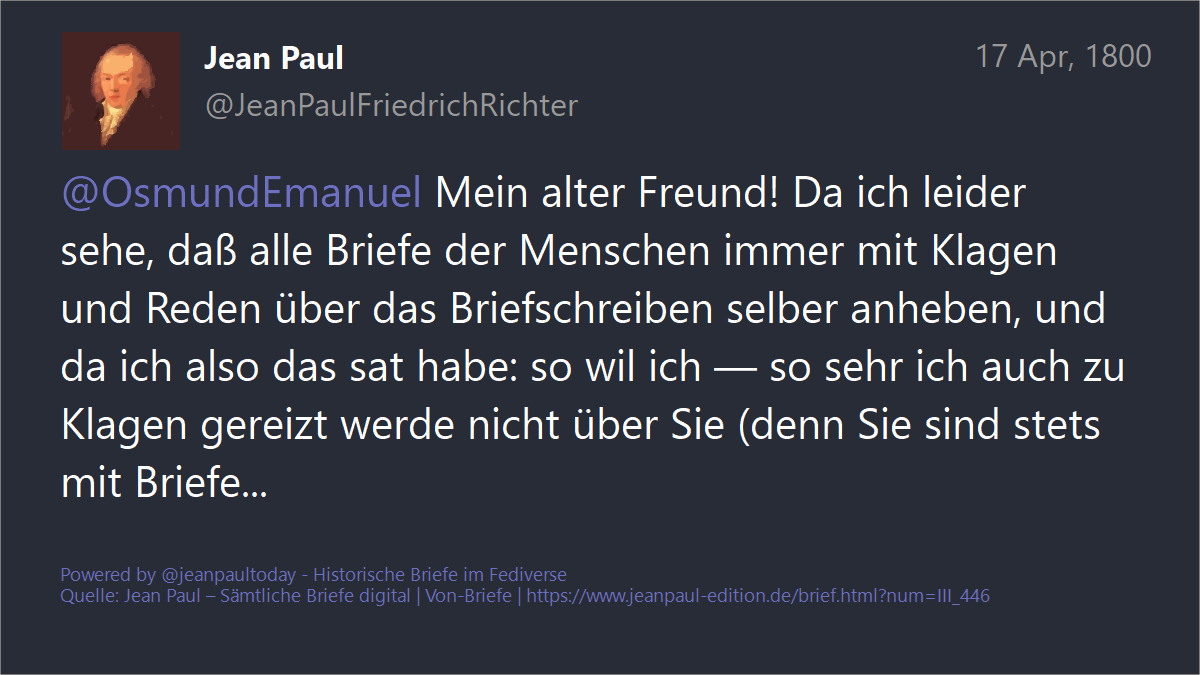 Jean Paul
17 Apr, 1800
@JeanPaulFriedrichRichter
@OsmundEmanuel Mein alter Freund! Da ich leider
sehe, daß alle Briefe der Menschen immer mit Klagen
und Reden über das Briefschreiben selber anheben, und
da ich also das sat habe: so wil ich — so sehr ich auch zu
Klagen gereizt werde nicht über Sie (denn Sie sind stets
mit Briefe...
Powered by @jeanpaultoday - Historische Briefe im Fediverse
Quelle: Jean Paul – Sämtliche Briefe digital | Von-Briefe | https://www.jeanpaul-edition.de/brief.html?num=III_446